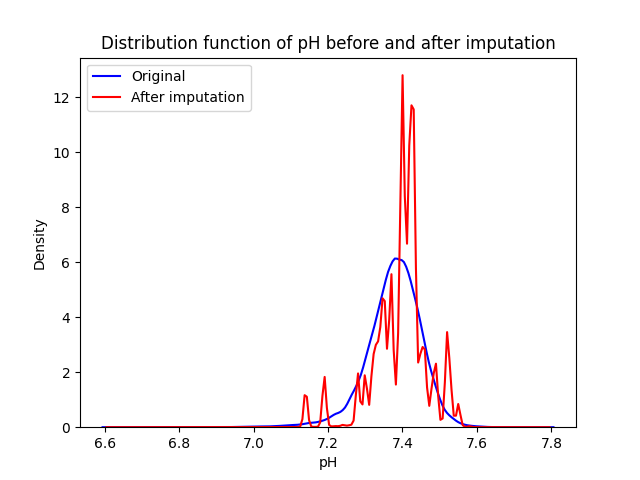 Distribution function of pH before and after imputation
Original
After imputation
12
10
8
6
4
2
0
Density
6.6 6.8 7.0 7.2 7.4 7.6 7.8
pH